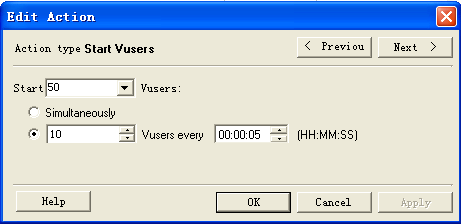 Edit Action
Action type Start Vusers
< Previou
Next >
Start 50 Vusers:
Simultaneously
10 Vusers every 00:00:05 (HH:MM:SS)
Help OK Cancel Apply